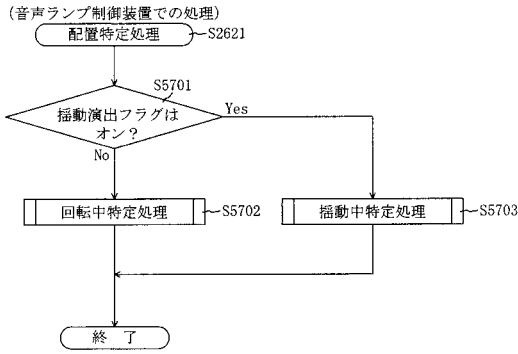 (音声ランプ制御装置での処理)
配置特定処理
S2621
S5701
揺動演出フラグは
オン？
Yes
No
回転中特定処理
S5702
揺動中特定処理
S5703
終 了